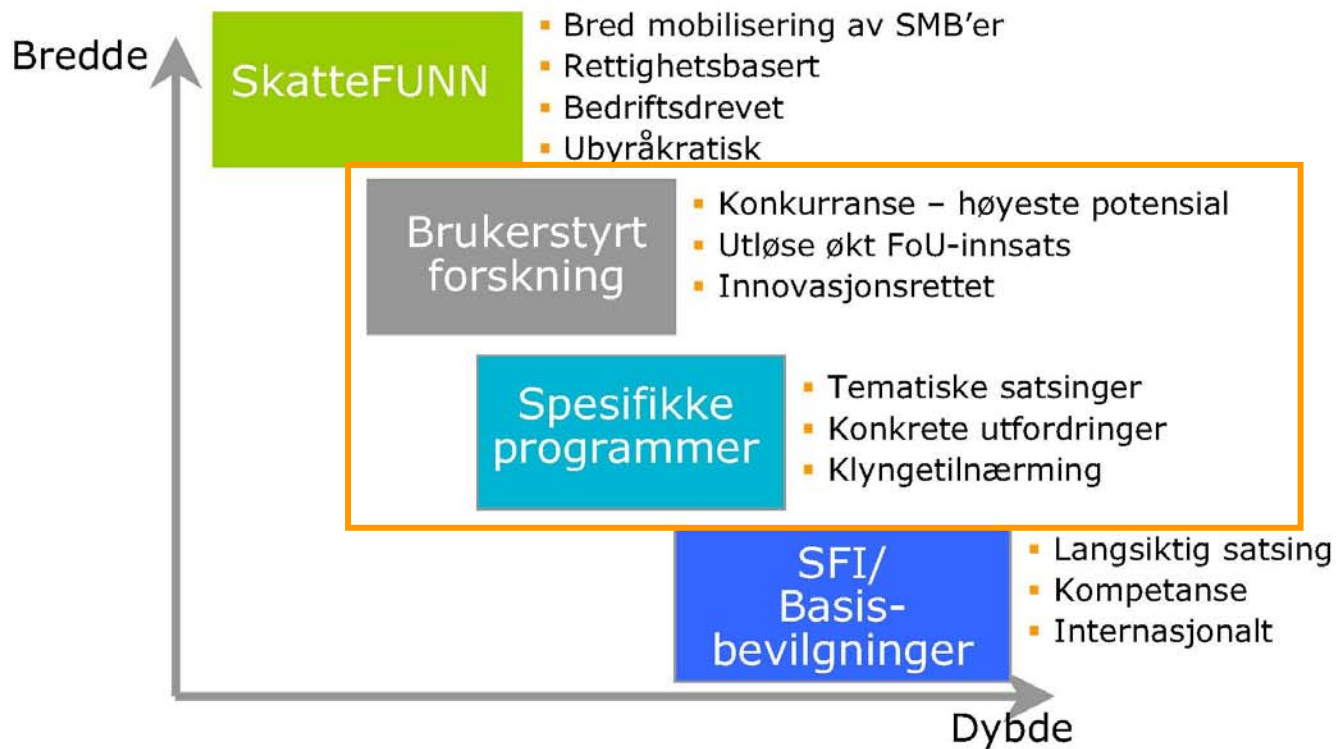 Bredde
SkatteFUNN
▪ Bred mobilisering av SMB’er
▪ Rettighetsbasert
▪ Bedriftsdrevet
▪ Ubyråkratisk
Brukerstyrt
forskning
▪ Konkurranse – høyeste potensial
▪ Utløse økt FoU-innsats
▪ Innovasjonsrettet
Spesifikke
programmer
▪ Tematiske satsinger
▪ Konkrete utfordringer
▪ Klyngetilnærming
SFI/
Basis-
bevilgninger
▪ Langsiktig satsing
▪ Kompetanse
▪ Internasjonalt
Dybde